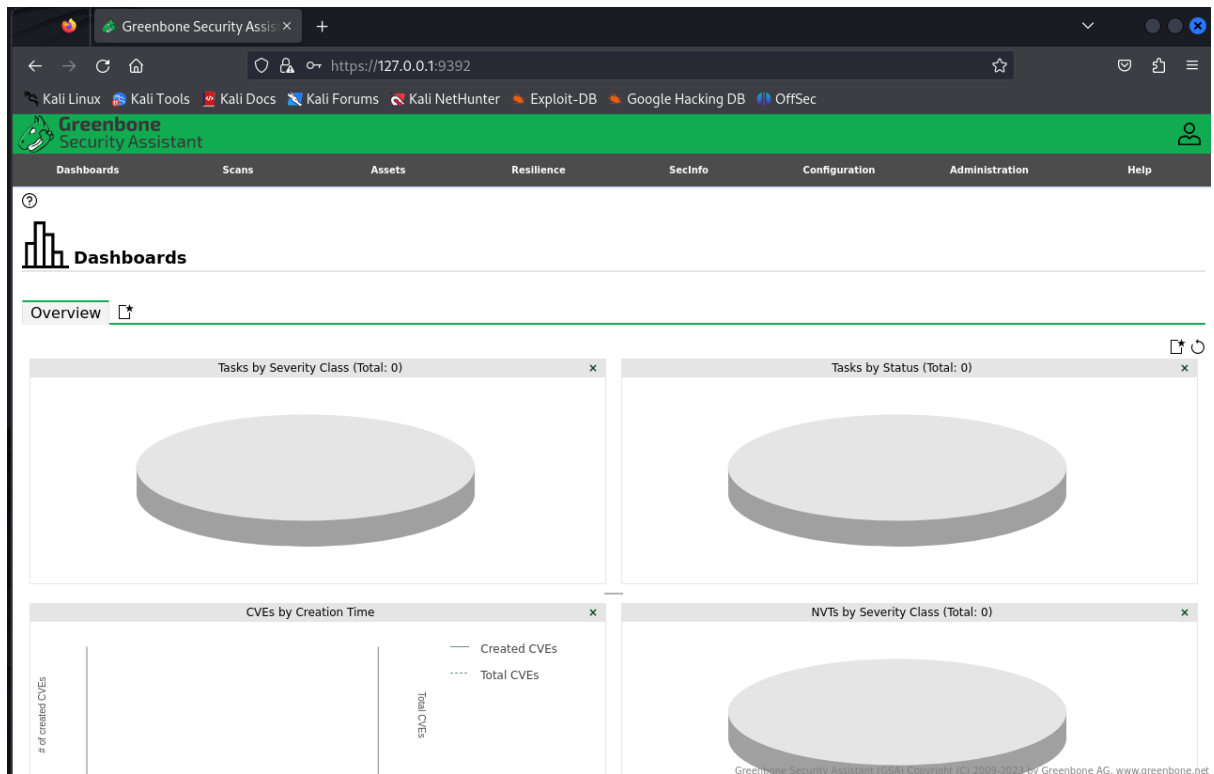 Greenbone Security Assis
https://127.0.0.1:9392
Kali Linux Kali Tools Kali Docs Kali Forums Kali NetHunter Exploit-DB Google Hacking DB OffSec
Greenbone
Security Assistant
Dashboards Scans Assets Resilience SecInfo Configuration Administration Help
Dashboards
Overview
Tasks by Severity Class (Total: 0)
Tasks by Status (Total: 0)
CVEs by Creation Time
Created CVEs
Total CVEs
# of created CVEs
Total CVEs
NVTs by Severity Class (Total: 0)
Greenbone Security Assistant (GSA) Copyright (C) 2009-2023 by Greenbone AG, www.greenbone.net